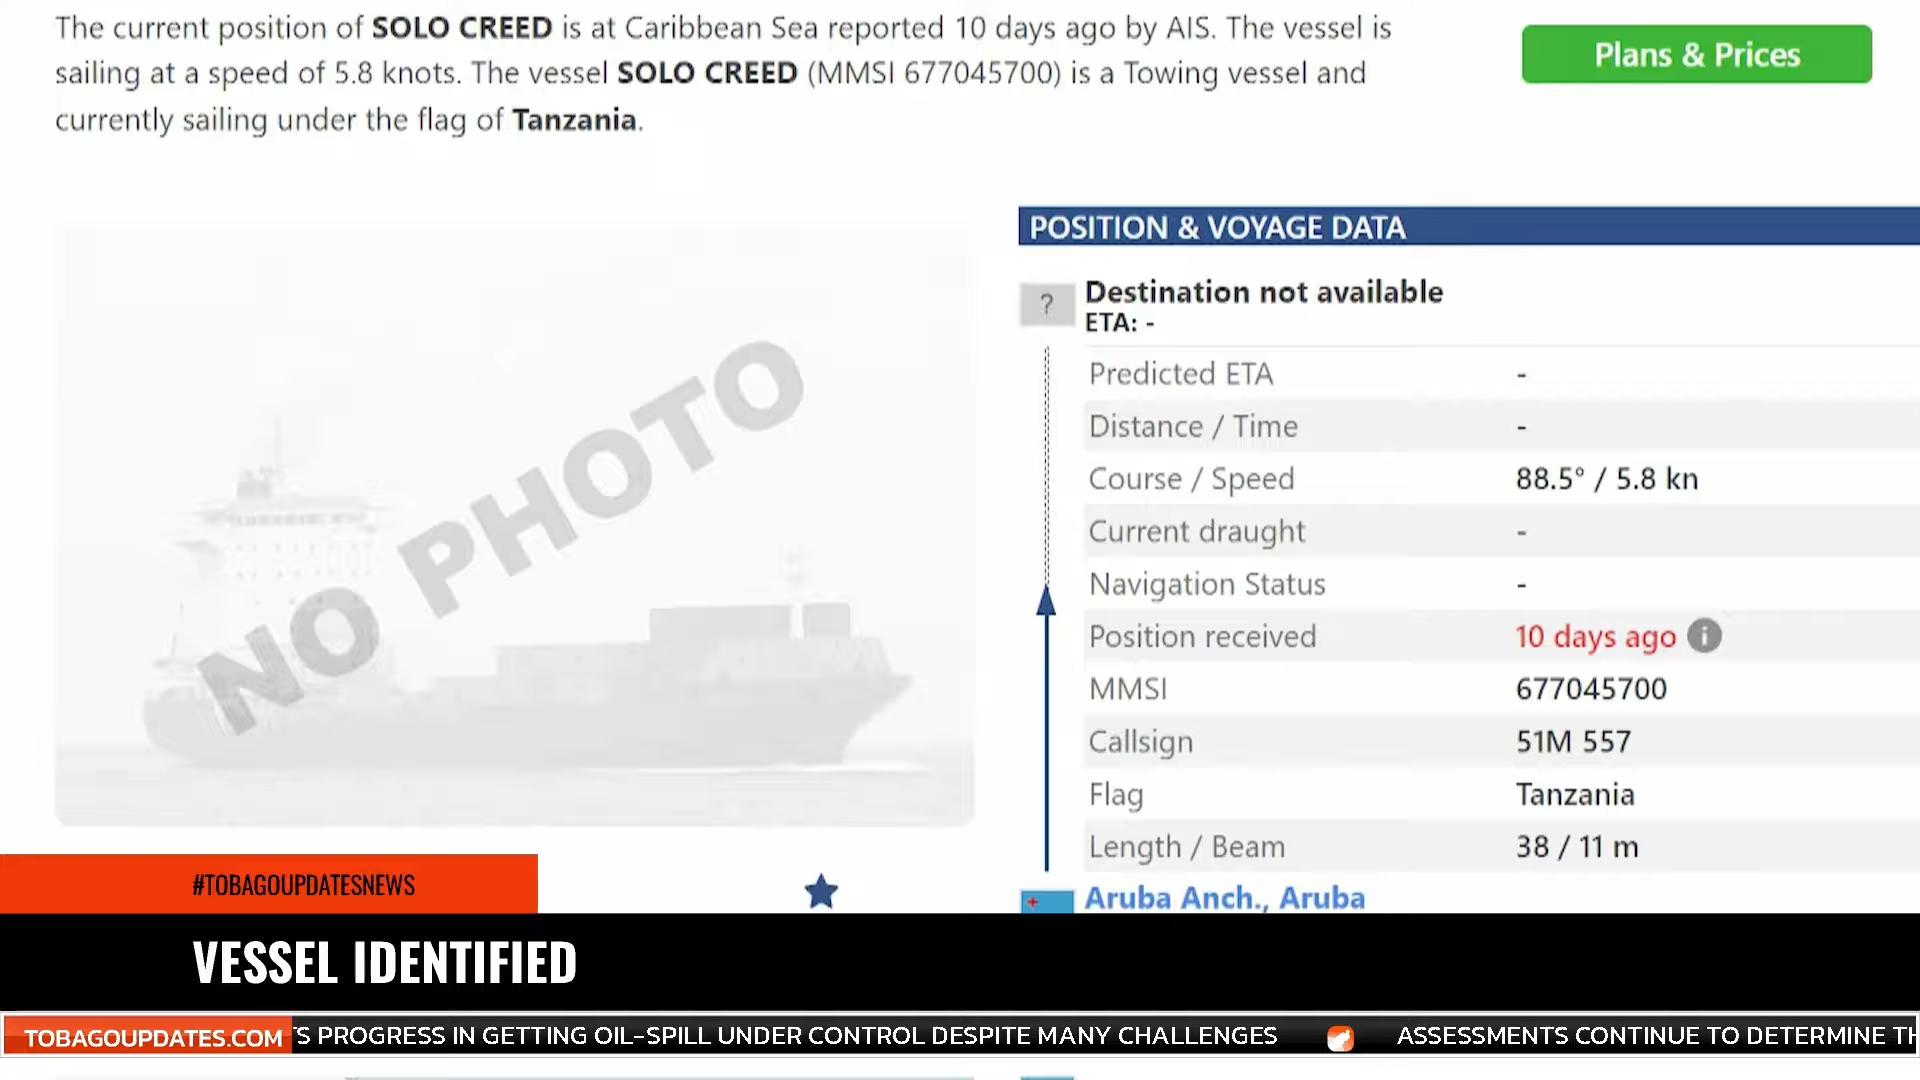 The current position of SOLO CREED is at Caribbean Sea reported 10 days ago by AIS. The vessel is
sailing at a speed of 5.8 knots. The vessel SOLO CREED (MMSI 677045700) is a Towing vessel and
currently sailing under the flag of Tanzania.
Plans & Prices
NO PHOTO
POSITION & VOYAGE DATA
?
Destination not available
ETA: -
Predicted ETA -
Distance / Time -
Course / Speed 88.5° / 5.8 kn
Current draught -
Navigation Status -
Position received 10 days ago i
MMSI 677045700
Callsign 51M 557
Flag Tanzania
Length / Beam 38 / 11 m
Aruba Anch., Aruba
#TOBAGOUPDATESNEWS
VESSEL IDENTIFIED
TOBAGOUPDATES.COM
S PROGRESS IN GETTING OIL-SPILL UNDER CONTROL DESPITE MANY CHALLENGES ASSESSMENTS CONTINUE TO DETERMINE TH